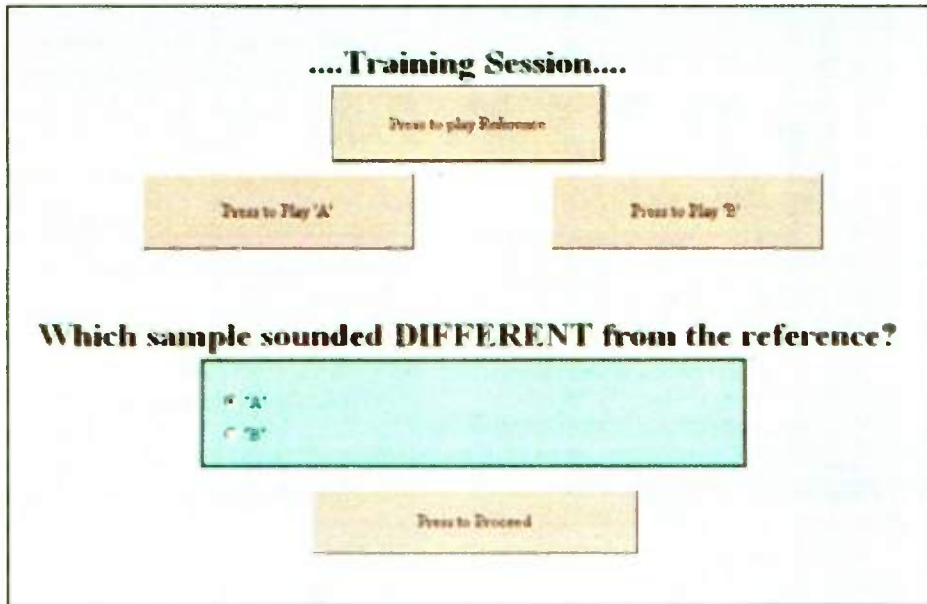 ....Training Session....
Press to play Reference
Press to Play 'A'
Press to Play 'B'
Which sample sounded DIFFERENT from the reference?
'A'
'B'
Press to Proceed